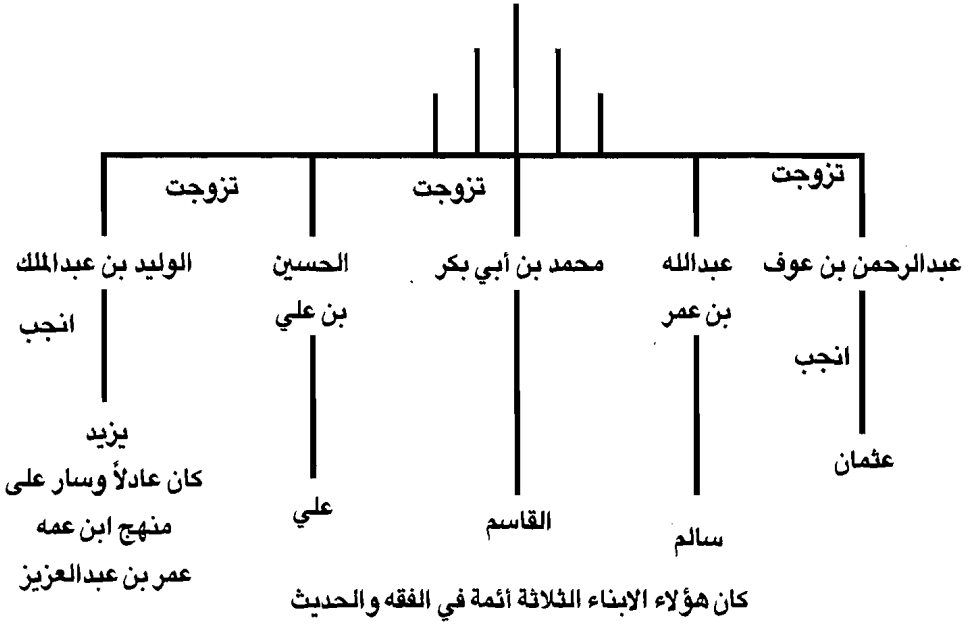 تزوجت
تزوجت
تزوجت
عبدالرحمن بن عوف
عبدالله
بن عمر
محمد بن أبي بكر
الحسين
بن علي
الوليد بن عبدالملك
انجب
انجب
عثمان
سالم
القاسم
علي
يزيد
كان عادلاً وسار على
منهج ابن عمه
عمر بن عبدالعزيز
كان هؤلاء الابناء الثلاثة أئمة في الفقه والحديث